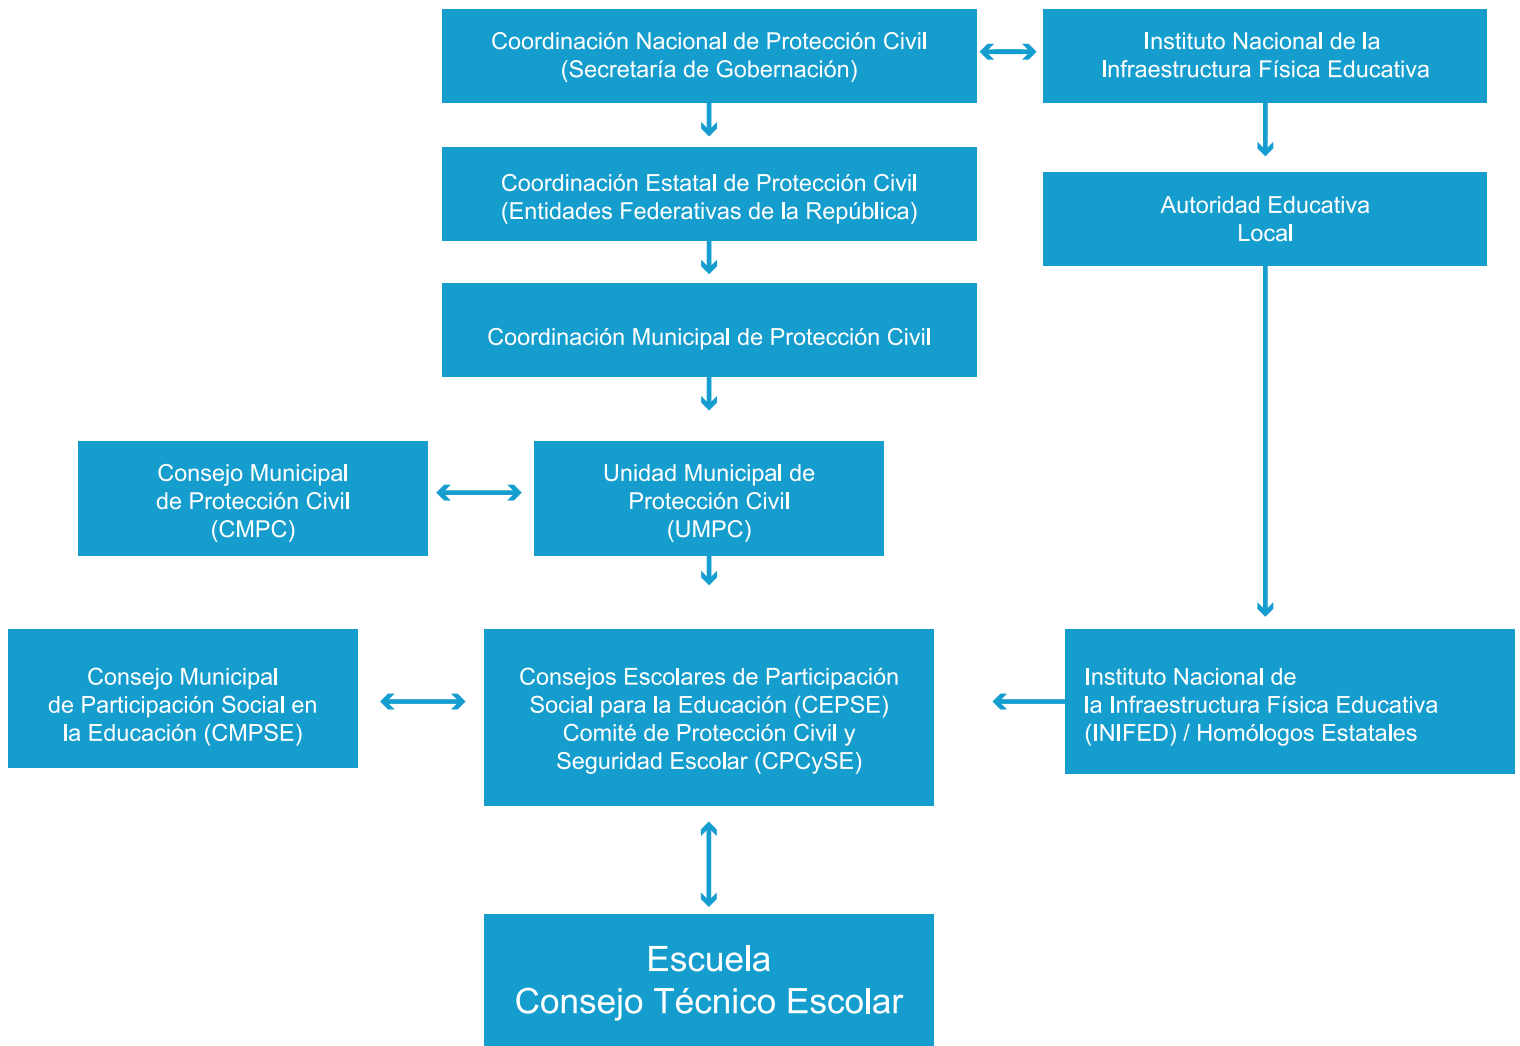 Coordinación Nacional de Protección Civil
(Secretaría de Gobernación)
Instituto Nacional de la
Infraestructura Física Educativa
Coordinación Estatal de Protección Civil
(Entidades Federativas de la República)
Autoridad Educativa
Local
Coordinación Municipal de Protección Civil
Consejo Municipal
de Protección Civil
(CMPC)
Unidad Municipal de
Protección Civil
(UMPC)
Consejo Municipal
de Participación Social en
la Educación (CMPSE)
Consejos Escolares de Participación
Social para la Educación (CEPSE)
Comité de Protección Civil y
Seguridad Escolar (CPCySE)
Instituto Nacional de
la Infraestructura Física Educativa
(INIFED) / Homólogos Estatales
Escuela
Consejo Técnico Escolar